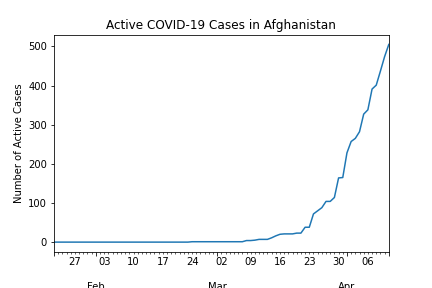 Active COVID-19 Cases in Afghanistan
Number of Active Cases
500
400
300
200
100
0
27 03 10 17 24 02 09 16 23 30 06
Feb Mar Apr